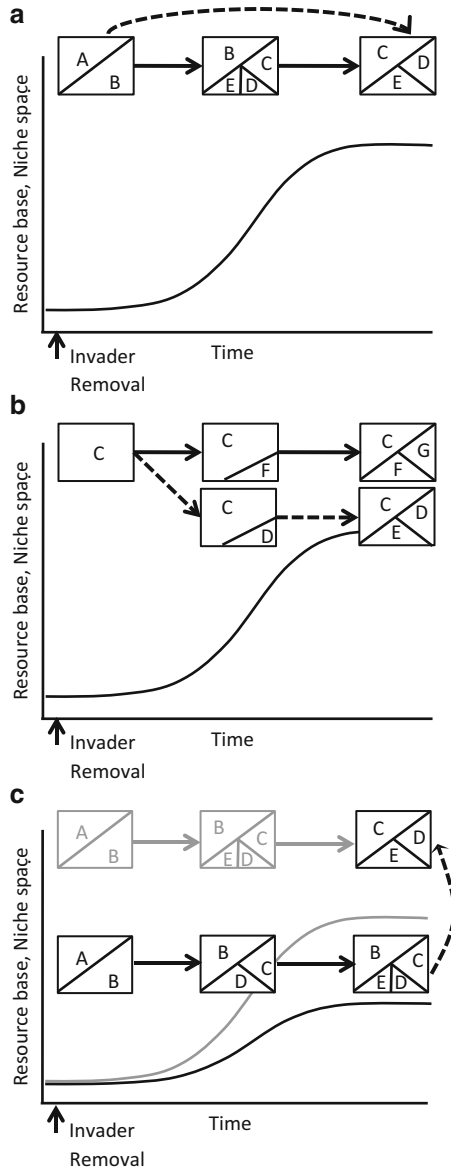 a
A B
B C E D
C D E
Resource base, Niche space
Time
Invader
Removal
b
C
C F
C G F
C D
C D E
Resource base, Niche space
Time
Invader
Removal
c
A B
B C E D
C D E
A B
B C D
B C E D
Resource base, Niche space
Time
Invader
Removal